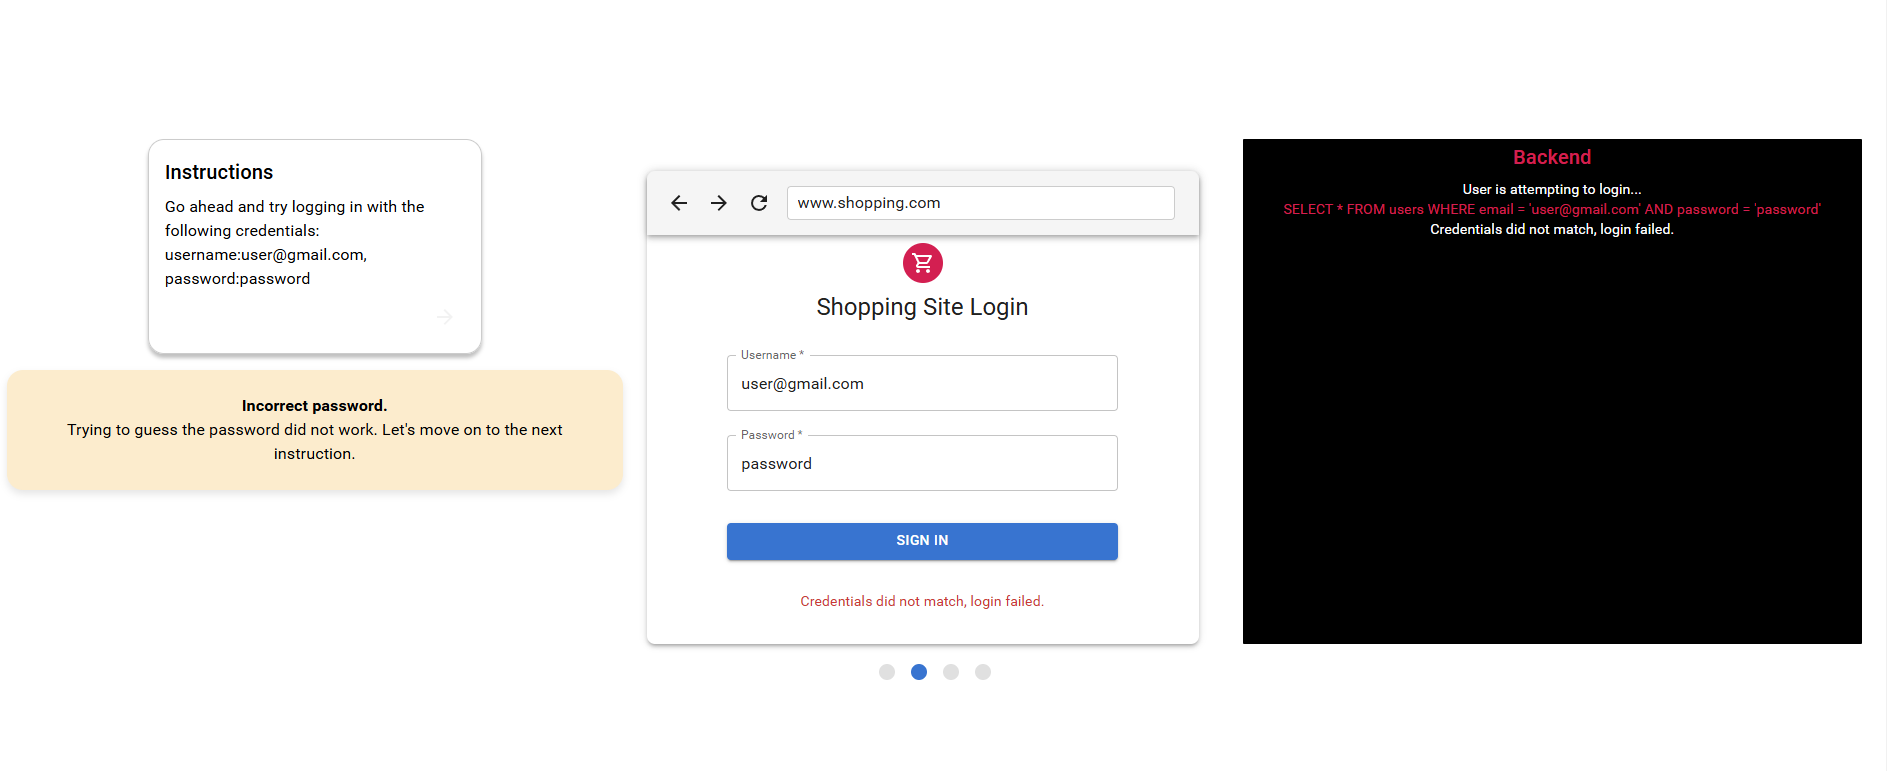 Instructions
Go ahead and try logging in with the
following credentials:
username:user@gmail.com,
password:password
Incorrect password.
Trying to guess the password did not work. Let's move on to the next
instruction.
www.shopping.com
Shopping Site Login
Username *
user@gmail.com
Password *
password
SIGN IN
Credentials did not match, login failed.
Backend
User is attempting to login...
SELECT * FROM users WHERE email = 'user@gmail.com' AND password = 'password'
Credentials did not match, login failed.